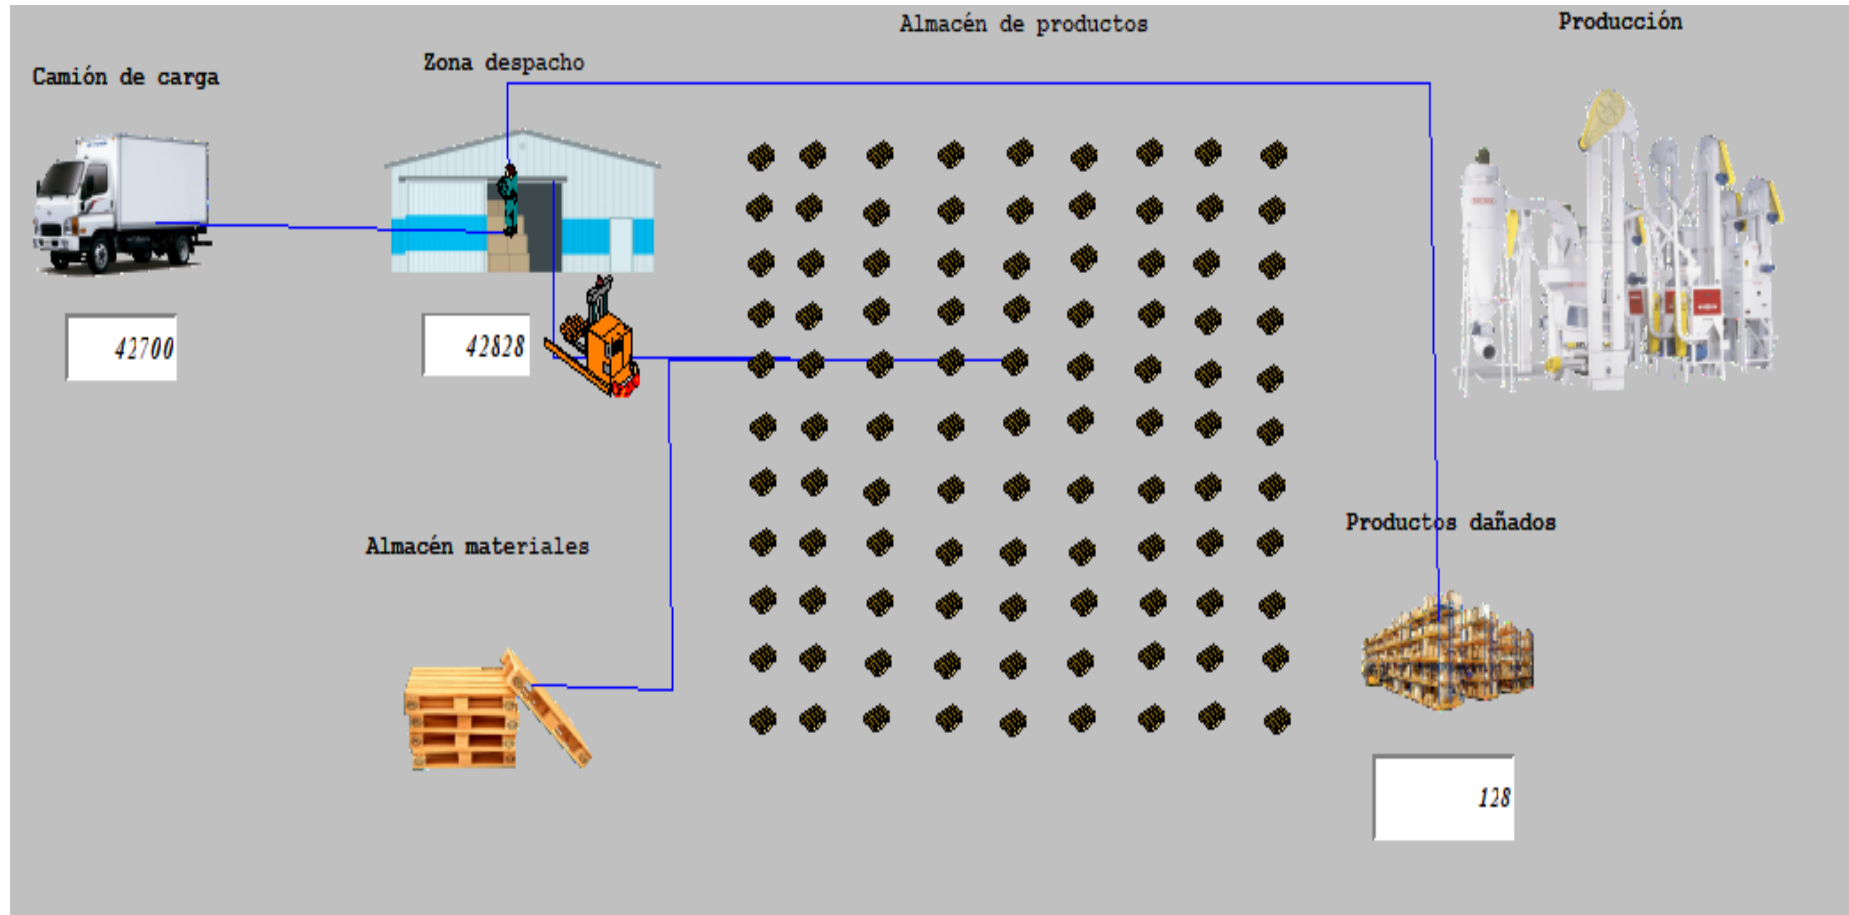 Almacén de productos
Producción
Zona despacho
Camión de carga
42700
42828
Productos dañados
Almacén materiales
128